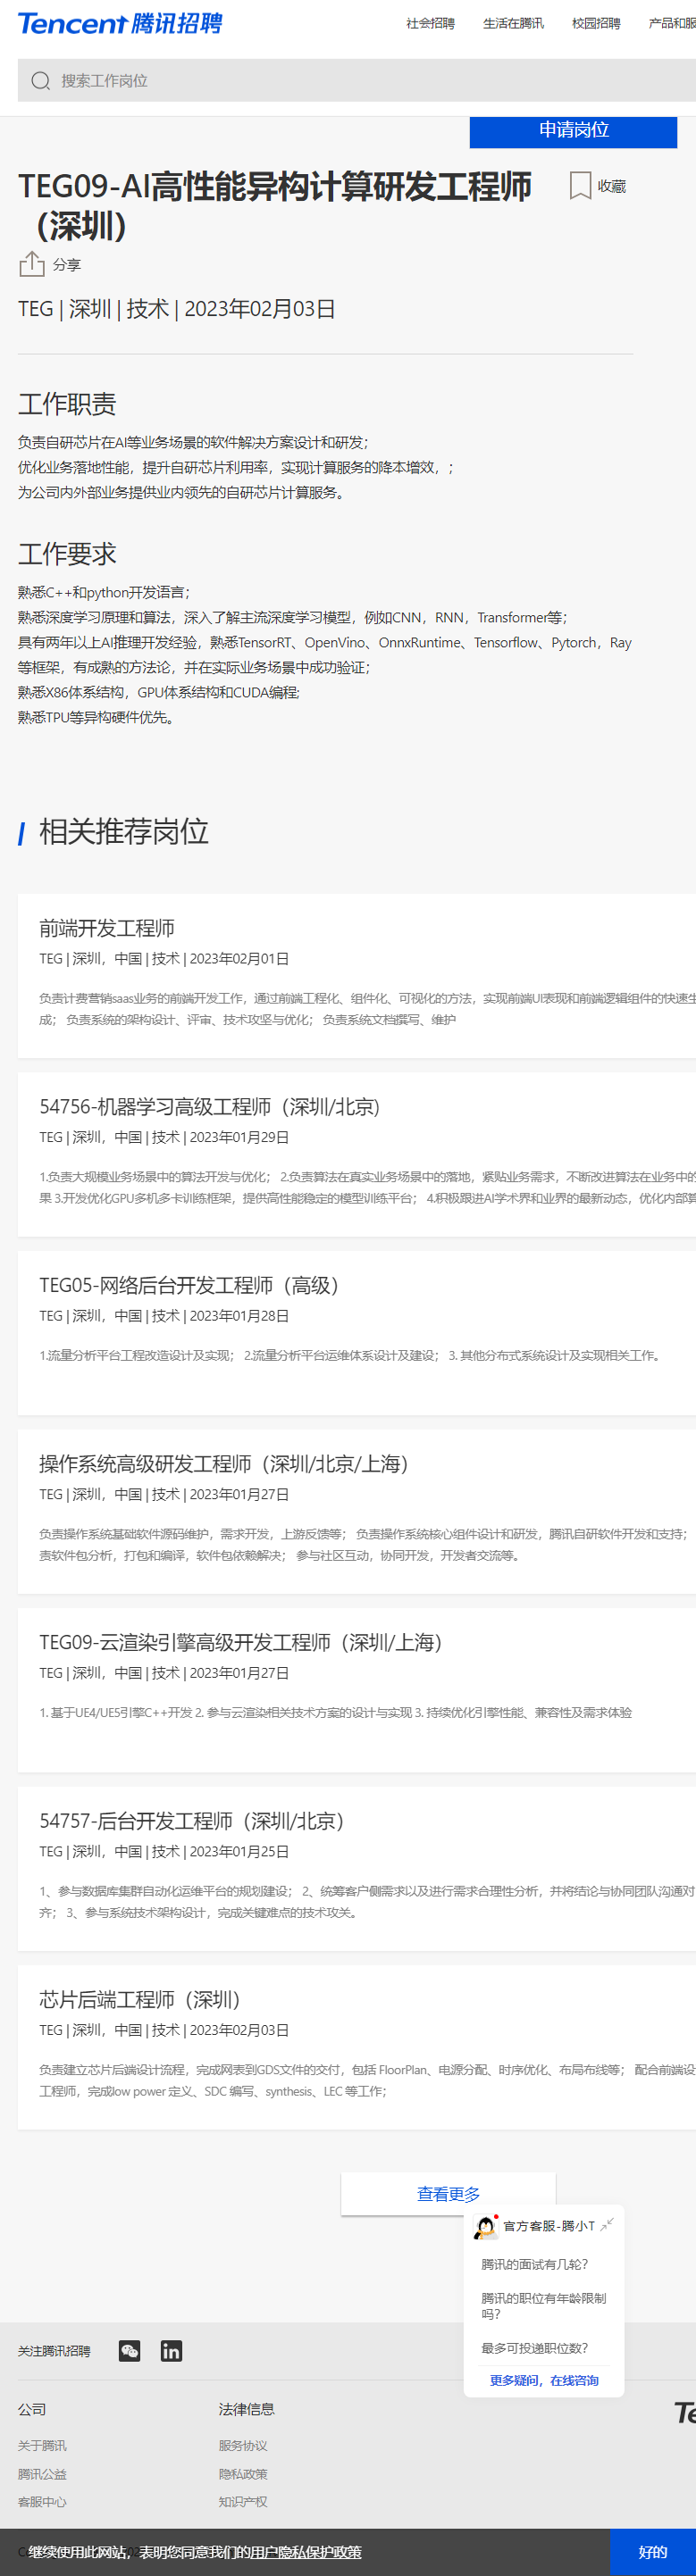 Tencent 腾讯招聘
社会招聘 生活在腾讯 校园招聘 产品和服
搜索工作岗位
申请岗位
TEG09-AI高性能异构计算研发工程师
（深圳）
收藏
分享
TEG | 深圳 | 技术 | 2023年02月03日
工作职责
负责自研芯片在AI等业务场景的软件解决方案设计和研发；
优化业务落地性能，提升自研芯片利用率，实现计算服务的降本增效，；
为公司内外部业务提供业内领先的自研芯片计算服务。
工作要求
熟悉C++和python开发语言；
熟悉深度学习原理和算法，深入了解主流深度学习模型，例如CNN，RNN，Transformer等；
具有两年以上AI推理开发经验，熟悉TensorRT、OpenVino、OnnxRuntime、Tensorflow、Pytorch，Ray
等框架，有成熟的方法论，并在实际业务场景中成功验证；
熟悉X86体系结构，GPU体系结构和CUDA编程;
熟悉TPU等异构硬件优先。
相关推荐岗位
前端开发工程师
TEG | 深圳，中国 | 技术 | 2023年02月01日
负责计费营销saas业务的前端开发工作，通过前端工程化、组件化、可视化的方法，实现前端UI表现和前端逻辑组件的快速生
成； 负责系统的架构设计、评审、技术攻坚与优化； 负责系统文档撰写、维护
54756-机器学习高级工程师（深圳/北京)
TEG | 深圳，中国 | 技术 | 2023年01月29日
1.负责大规模业务场景中的算法开发与优化； 2.负责算法在真实业务场景中的落地，紧贴业务需求，不断改进算法在业务中的
果 3.开发优化GPU多机多卡训练框架，提供高性能稳定的模型训练平台； 4.积极跟进AI学术界和业界的最新动态，优化内部算
TEG05-网络后台开发工程师（高级）
TEG | 深圳，中国 | 技术 | 2023年01月28日
1.流量分析平台工程改造设计及实现； 2.流量分析平台运维体系设计及建设； 3. 其他分布式系统设计及实现相关工作。
操作系统高级研发工程师（深圳/北京/上海）
TEG | 深圳，中国 | 技术 | 2023年01月27日
负责操作系统基础软件源码维护，需求开发，上游反馈等； 负责操作系统核心组件设计和研发，腾讯自研软件开发和支持；
责软件包分析，打包和编译，软件包依赖解决； 参与社区互动，协同开发，开发者交流等。
TEG09-云渲染引擎高级开发工程师（深圳/上海）
TEG | 深圳，中国 | 技术 | 2023年01月27日
1. 基于UE4/UE5引擎C++开发 2. 参与云渲染相关技术方案的设计与实现 3. 持续优化引擎性能、兼容性及需求体验
54757-后台开发工程师（深圳/北京）
TEG | 深圳，中国 | 技术 | 2023年01月25日
1、参与数据库集群自动化运维平台的规划建设； 2、统筹客户侧需求以及进行需求合理性分析，并将结论与协同团队沟通对
齐； 3、参与系统技术架构设计，完成关键难点的技术攻关。
芯片后端工程师（深圳）
TEG | 深圳，中国 | 技术 | 2023年02月03日
负责建立芯片后端设计流程，完成网表到GDS文件的交付，包括 FloorPlan、电源分配、时序优化、布局布线等； 配合前端设
工程师，完成low power 定义、SDC 编写、synthesis、LEC 等工作；
查看更多
官方客服-腾小T
腾讯的面试有几轮？
腾讯的职位有年龄限制
吗？
最多可投递职位数？
更多疑问，在线咨询
关注腾讯招聘
公司 法律信息
Te
关于腾讯 服务协议
腾讯公益 隐私政策
客服中心 知识产权
继续使用此网站，表明您同意我们的用户隐私保护政策
好的